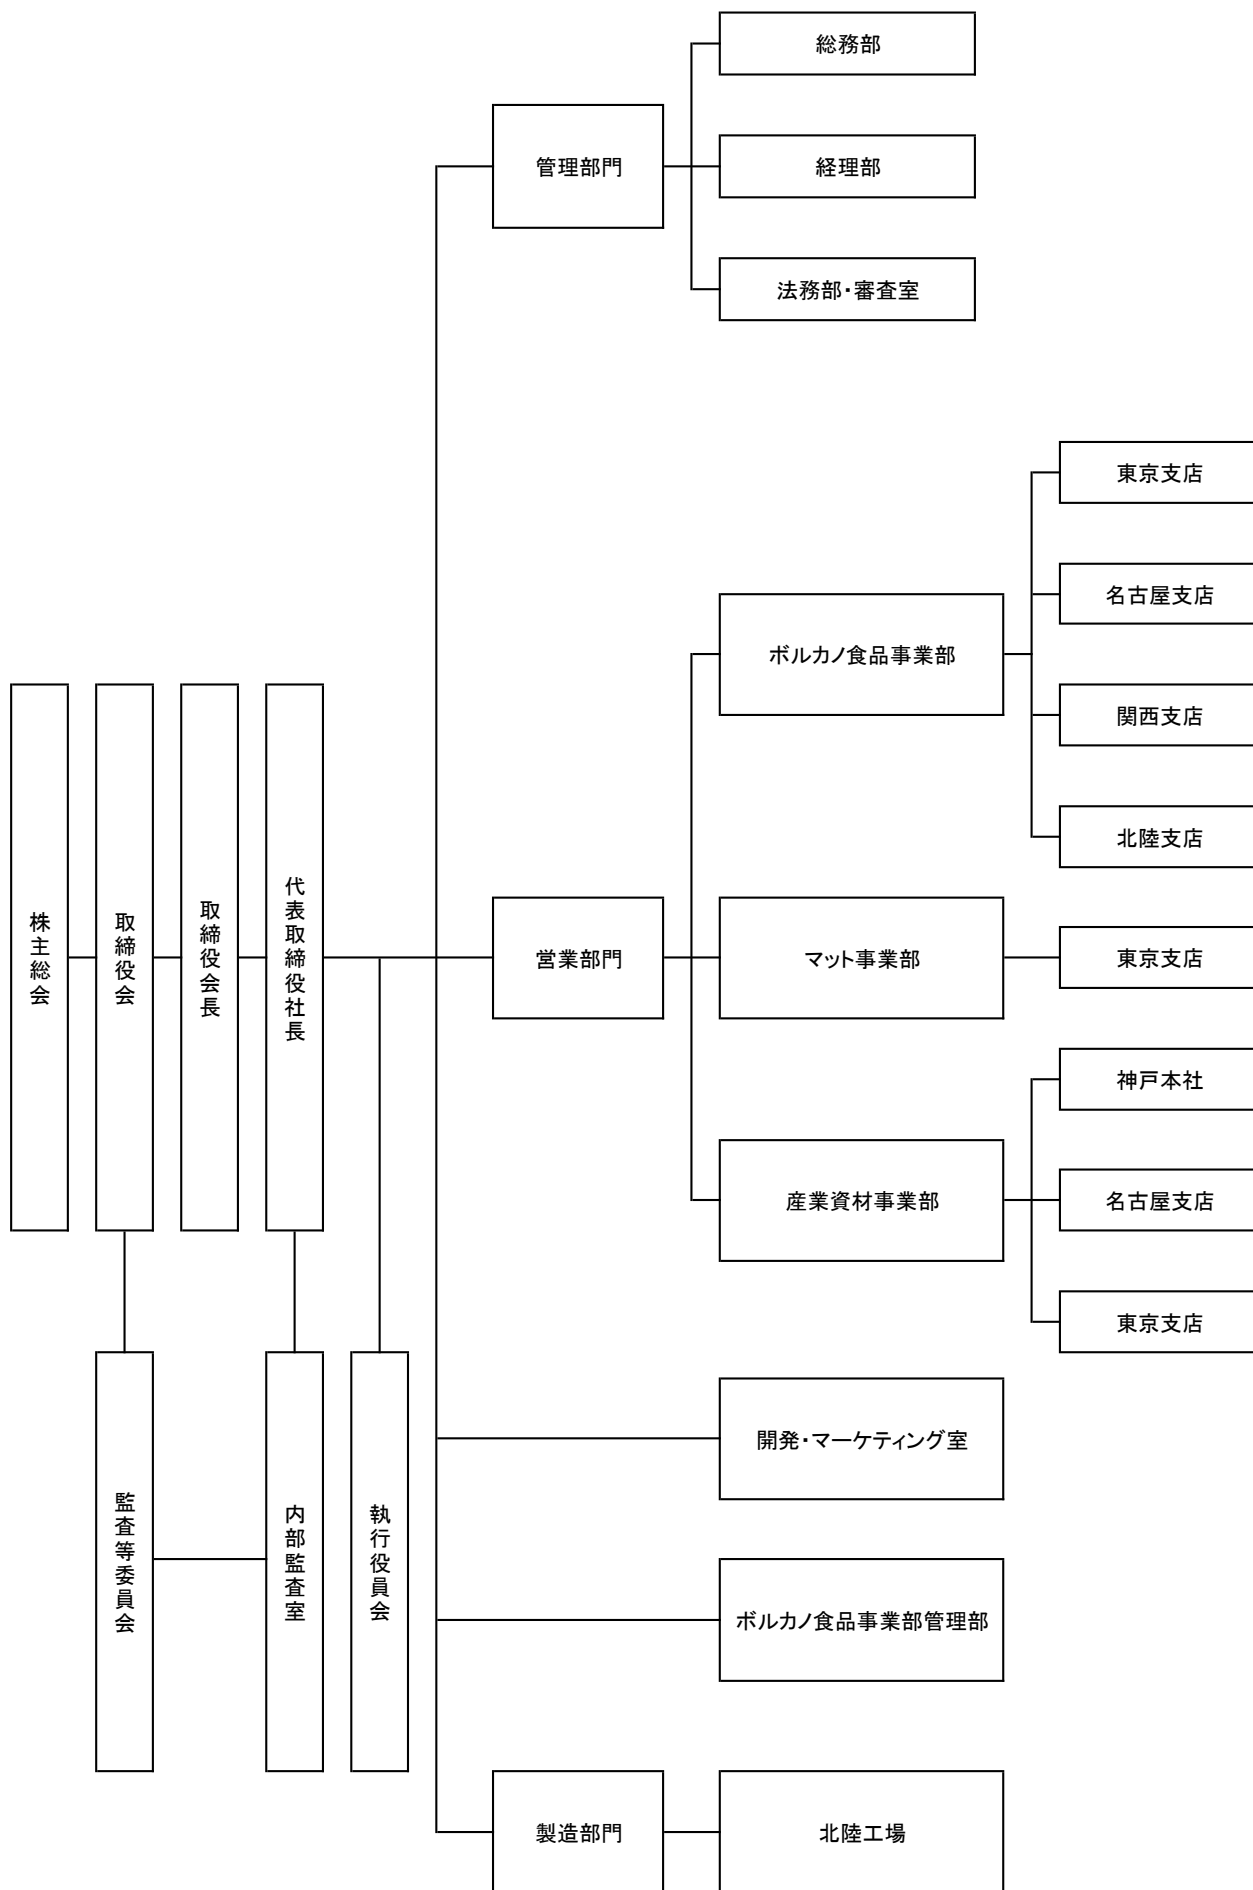 総務部
管理部門
経理部
法務部・審査室
東京支店
名古屋支店
ボルカノ食品事業部
関西支店
北陸支店
株主総会
取締役会
取締役会長
代表取締役社長
営業部門
マット事業部
東京支店
神戸本社
産業資材事業部
名古屋支店
東京支店
開発・マーケティング室
監査等委員会
内部監査室
執行役員会
ボルカノ食品事業部管理部
製造部門
北陸工場